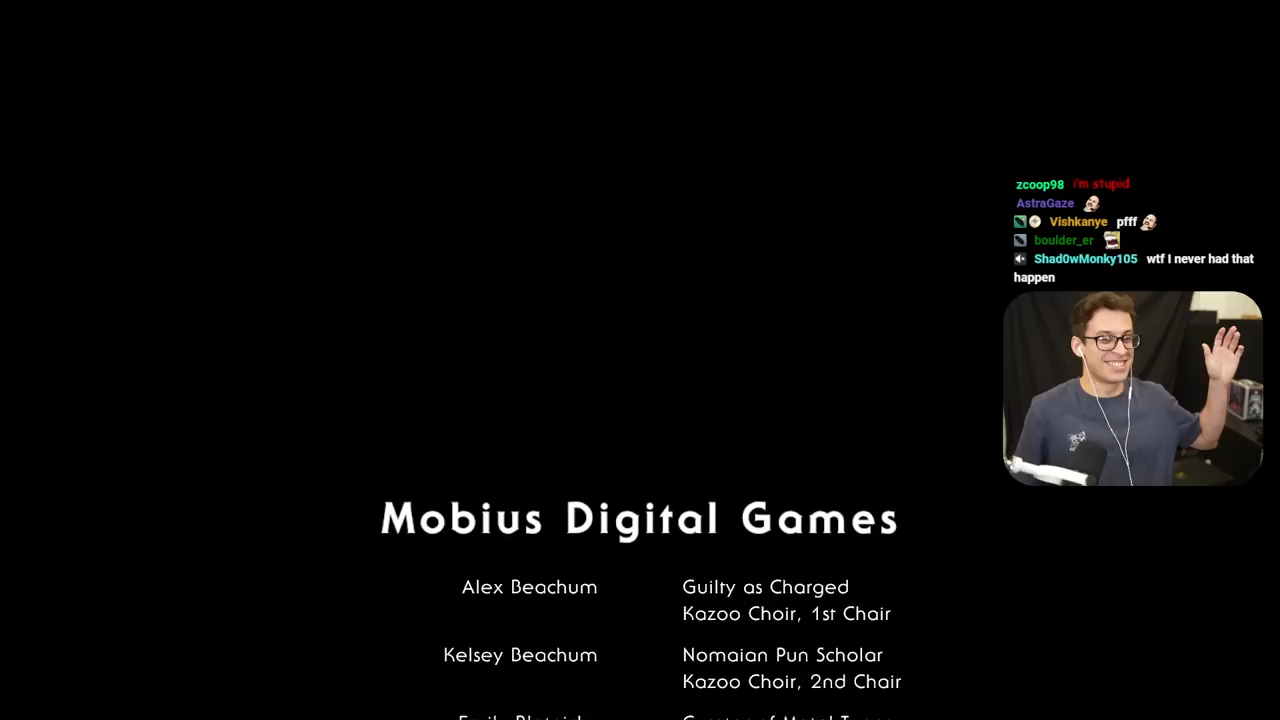 zcoop98 i'm stupid
AstraGaze
Vishkanye pfff
boulder_er
Shad0wMonky105 wtf I never had that
happen
Mobius Digital Games
Alex Beachum Guilty as Charged
Kazoo Choir, 1st Chair
Kelsey Beachum Nomaian Pun Scholar
Kazoo Choir, 2nd Chair